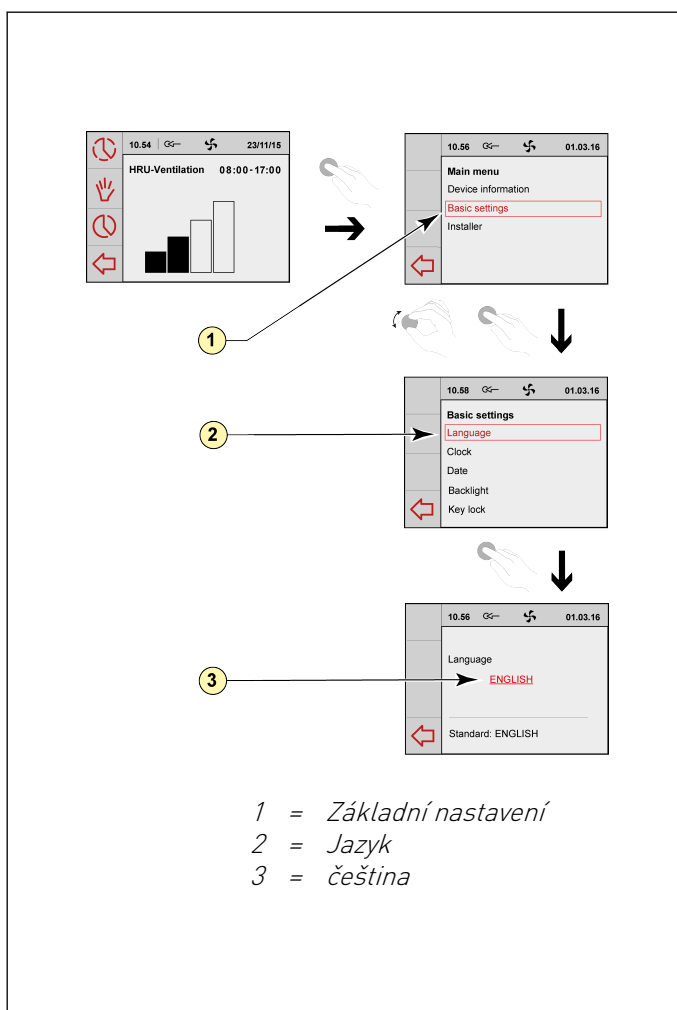 10.54 23/11/15
HRU-Ventilation 08:00-17:00
10.56 01.03.16
Main menu
Device information
Basic settings
Installer
1
10.58 01.03.16
Basic settings
Language
Clock
Date
Backlight
Key lock
2
10.56 01.03.16
Language
ENGLISH
Standard: ENGLISH
3
1 = Základní nastavení
2 = Jazyk
3 = čeština